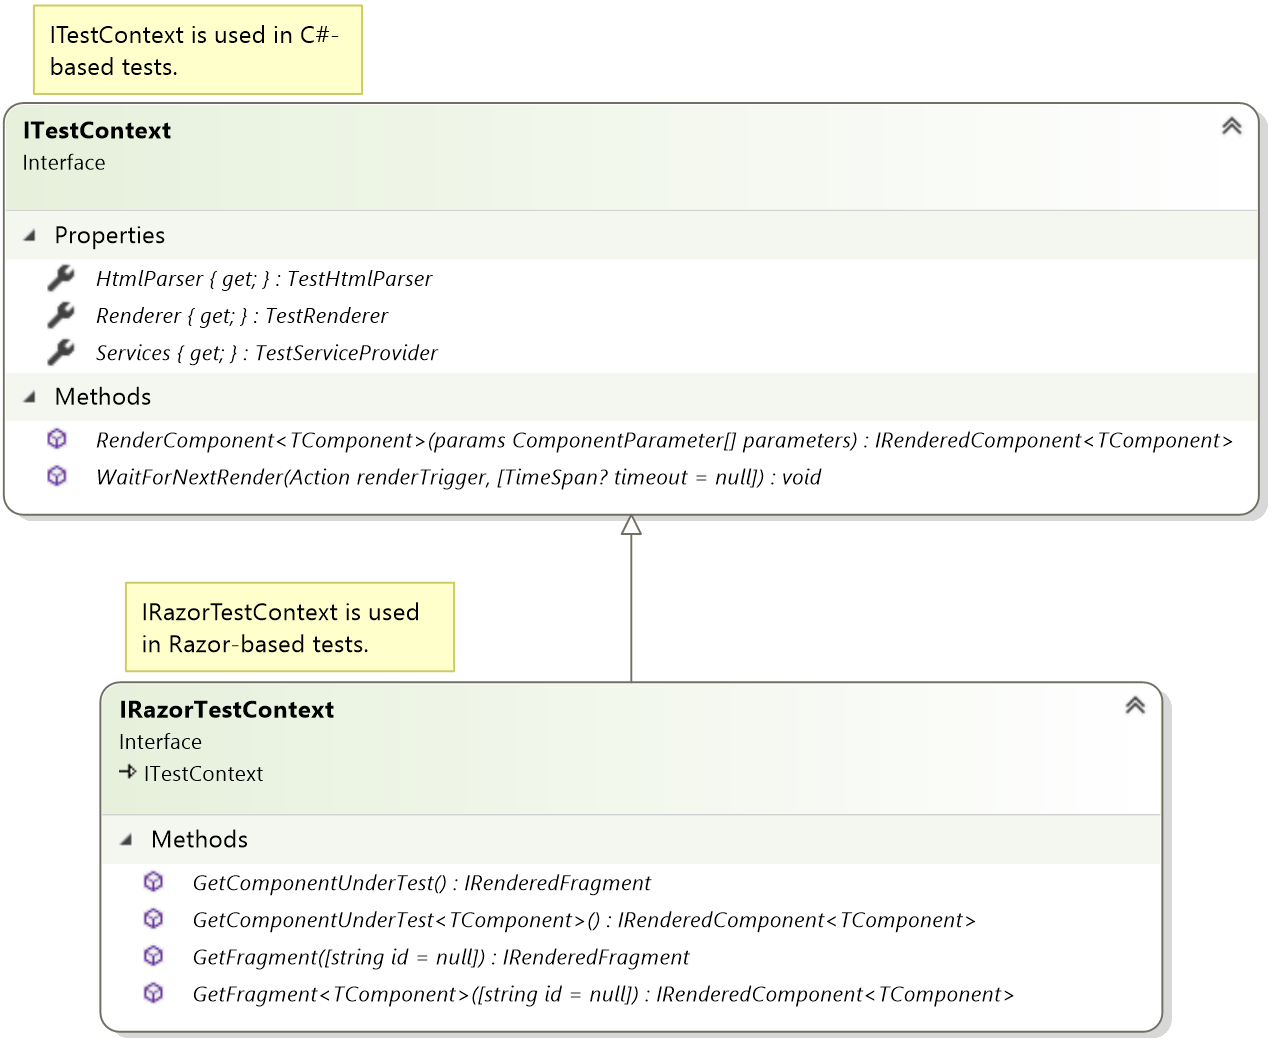 ITestContext is used in C#-
based tests.
ITestContext
Interface
Properties
HtmlParser { get; } : TestHtmlParser
Renderer { get; } : TestRenderer
Services { get; } : TestServiceProvider
Methods
RenderComponent<TComponent>(params ComponentParameter[] parameters) : IRenderedComponent<TComponent>
WaitForNextRender(Action renderTrigger, [TimeSpan? timeout = null]) : void
IRazorTestContext is used
in Razor-based tests.
IRazorTestContext
Interface
ITestContext
Methods
GetComponentUnderTest() : IRenderedFragment
GetComponentUnderTest<TComponent>() : IRenderedComponent<TComponent>
GetFragment([string id = null]) : IRenderedFragment
GetFragment<TComponent>([string id = null]) : IRenderedComponent<TComponent>